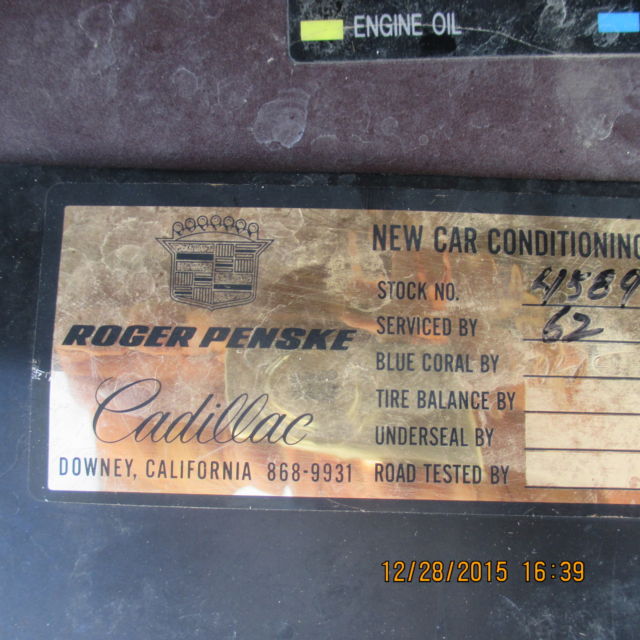 ENGINE OIL
NEW CAR CONDITIONING
STOCK NO. 41589
ROGER PENSKE
SERVICED BY 62
BLUE CORAL BY
Cadillac
TIRE BALANCE BY
UNDERSEAL BY
DOWNEY, CALIFORNIA 868-9931
ROAD TESTED BY
12/28/2015 16:39